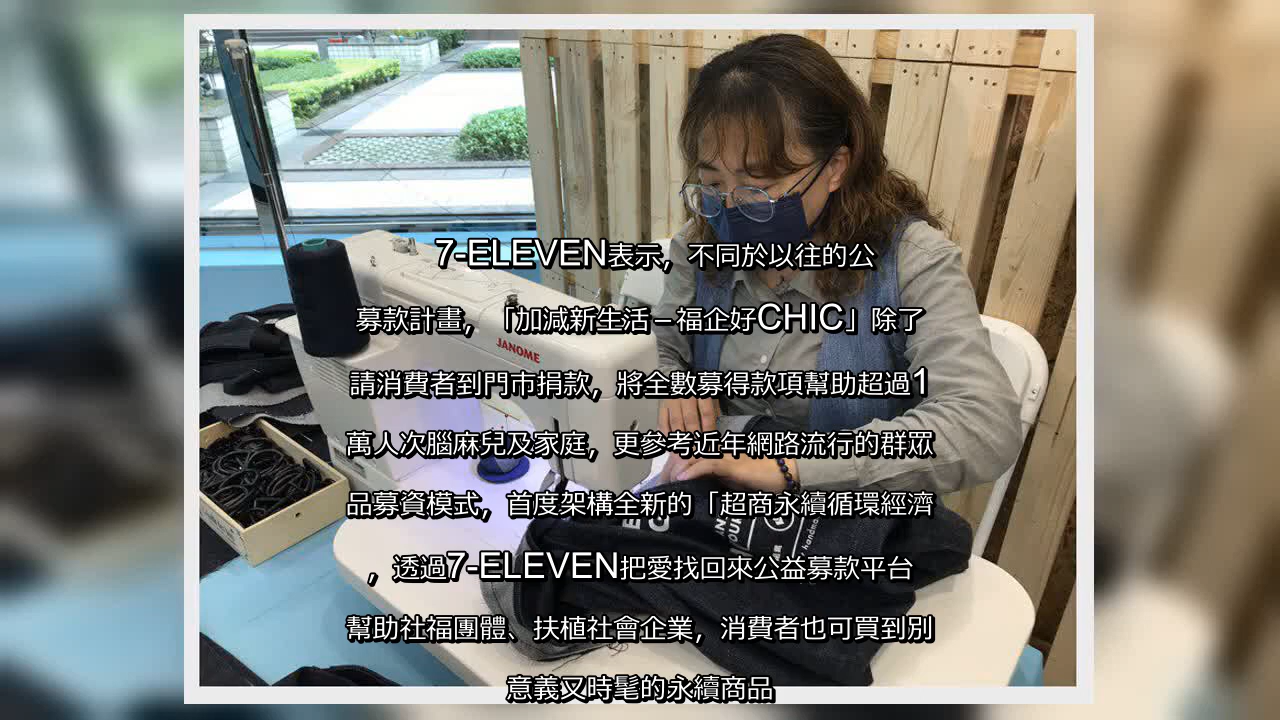 7-ELEVEN表示，不同於以往的公
募款計畫，「加減新生活－福企好CHIC」除了
JANOME
請消費者到門市捐款，將全數募得款項幫助超過1
萬人次腦麻兒及家庭，更參考近年網路流行的群眾
品募資模式，首度架構全新的「超商永續循環經濟
，透過7-ELEVEN把愛找回來公益募款平台
幫助社福團體、扶植社會企業，消費者也可買到別
意義又時髦的永續商品